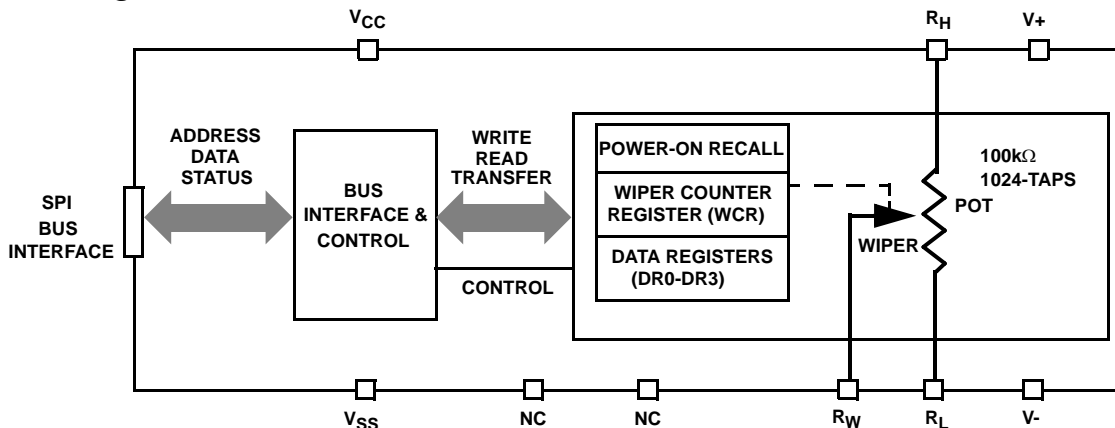 VCC
RH
V+
ADDRESS
DATA
STATUS
WRITE
READ
TRANSFER
POWER-ON RECALL
100kΩ
1024-TAPS
SPI
BUS
INTERFACE
BUS
INTERFACE &
CONTROL
WIPER COUNTER
REGISTER (WCR)
POT
WIPER
DATA REGISTERS
(DR0-DR3)
CONTROL
VSS
NC
NC
RW
RL
V-